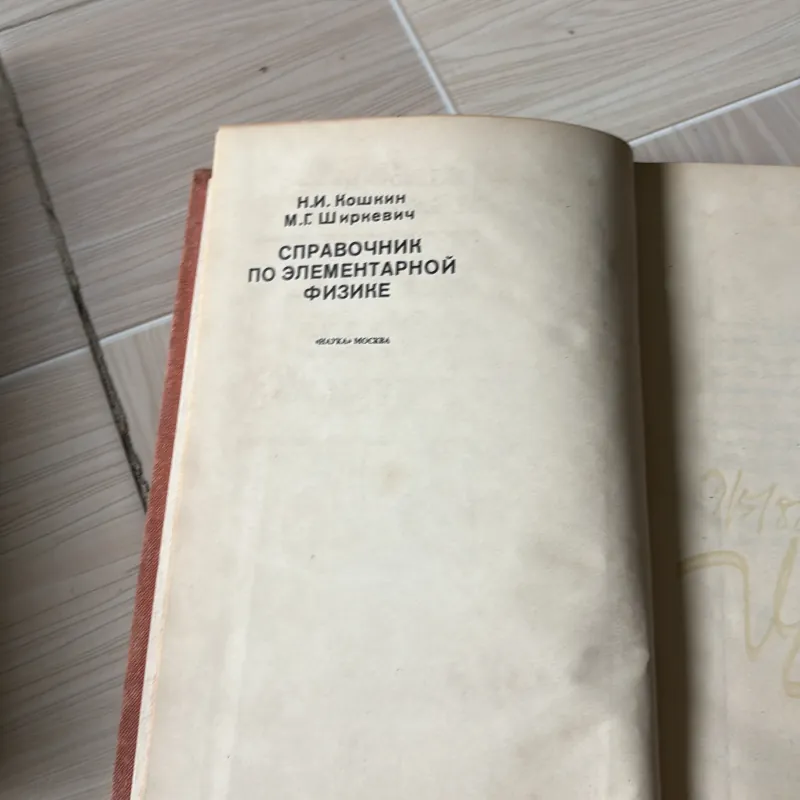 Н.И. Кошкин
М.Г. Ширкевич
СПРАВОЧНИК
ПО ЭЛЕМЕНТАРНОЙ
ФИЗИКЕ
«НАУКА» МОСКВА